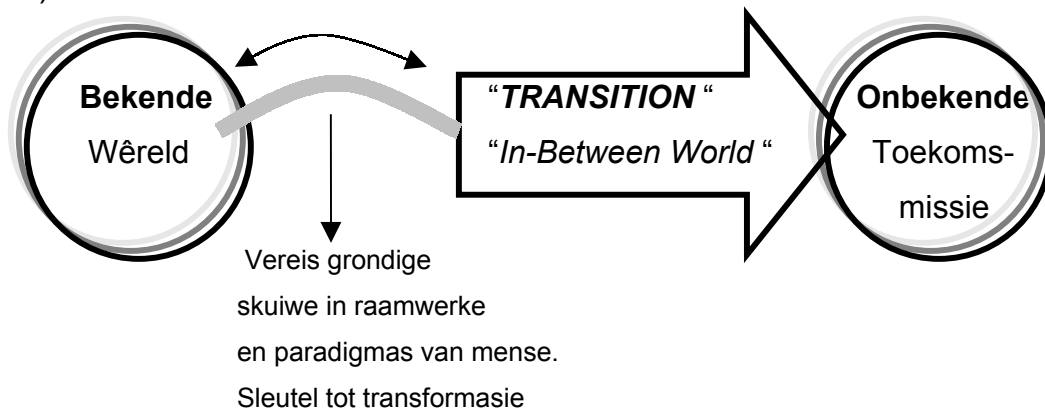 Bekende
Wêreld
“TRANSITION “
“In-Between World “
Onbekende
Toekoms-
missie
Vereis grondige
skuiwe in raamwerke
en paradigmas van mense.
Sleutel tot transformasie